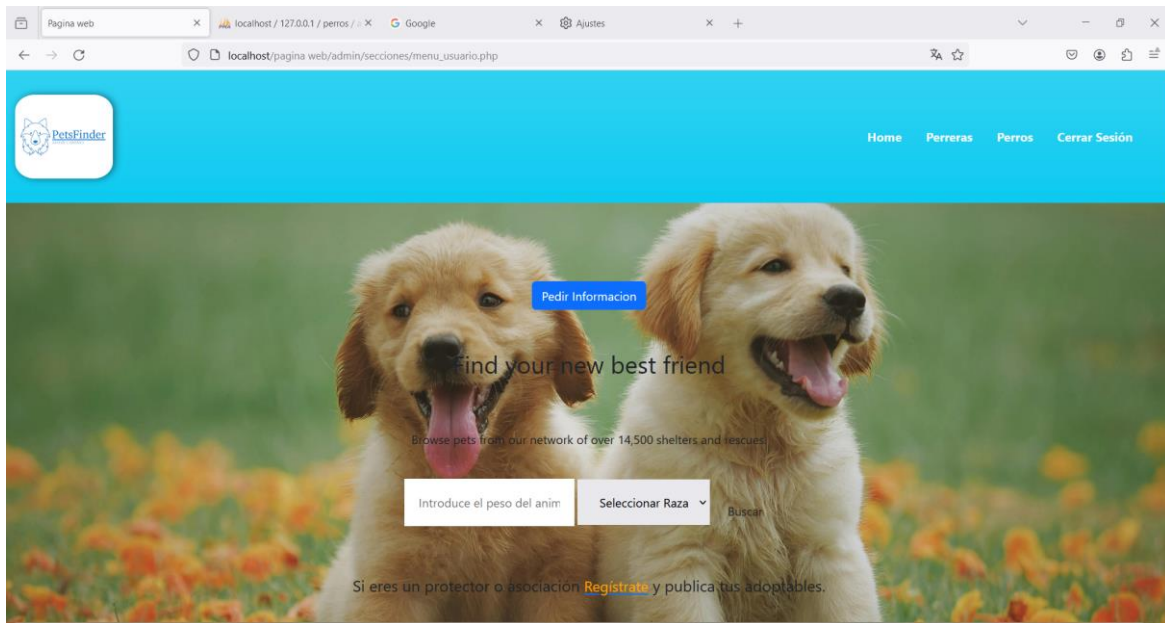 Pagina web
localhost / 127.0.0.1 / perros / a
Google
Ajustes
localhost/pagina web/admin/secciones/menu_usuario.php
PetsFinder
Home Perreras Perros Cerrar Sesión
Pedir Informacion
Find your new best friend
Browse pets from our network of over 14,500 shelters and rescues.
Introduce el peso del anim
Seleccionar Raza
Buscar
Si eres un protector o asociación Regístrate y publica tus adoptables.